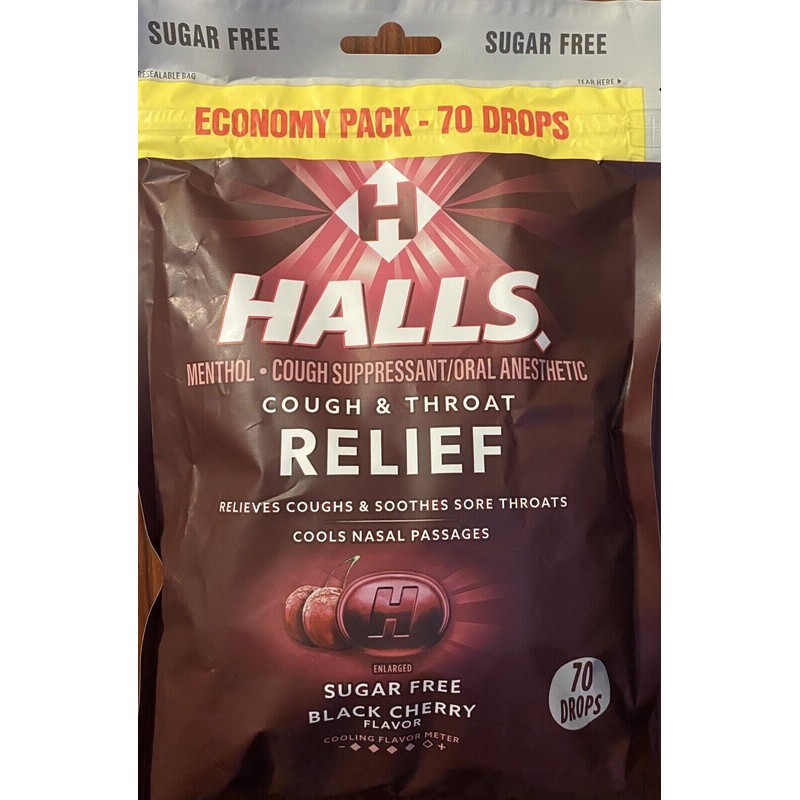 SUGAR FREE SUGAR FREE
RESEALABLE BAG TEAR HERE
ECONOMY PACK - 70 DROPS
H
HALLS
MENTHOL • COUGH SUPPRESSANT/ORAL ANESTHETIC
COUGH & THROAT
RELIEF
RELIEVES COUGHS & SOOTHES SORE THROATS
COOLS NASAL PASSAGES
H
ENLARGED
SUGAR FREE
BLACK CHERRY
FLAVOR
70
DROPS
COOLING FLAVOR METER
- +